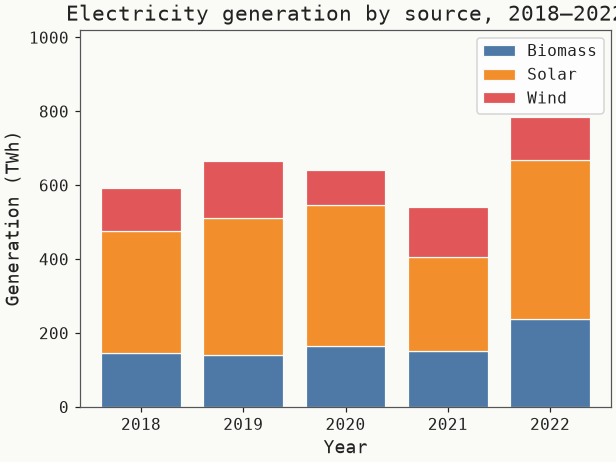 Electricity generation by source, 2018–2022
1000
800
600
400
200
0
Generation (TWh)
Biomass
Solar
Wind
2018
2019
2020
2021
2022
Year